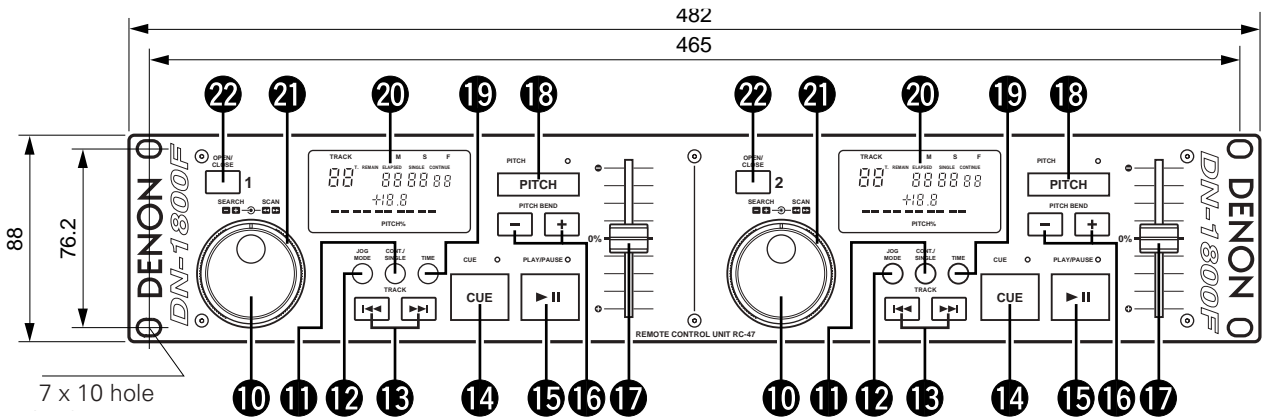 482
465
22 21 20 19 18 22 21 20 19 18
88
76.2
DENON
DN-1800F
OPEN/
CLOSE
1
SEARCH SCAN
TRACK M S F
T. REMAIN ELAPSED SINGLE CONTINUE
PITCH%
PITCH
PITCH
PITCH BEND
− +
0%
JOG
MODE
CONT./
SINGLE
TIME
TRACK
CUE
CUE
PLAY/PAUSE
OPEN/
CLOSE
2
SEARCH SCAN
TRACK M S F
T. REMAIN ELAPSED SINGLE CONTINUE
PITCH%
PITCH
PITCH
PITCH BEND
− +
0%
JOG
MODE
CONT./
SINGLE
TIME
TRACK
CUE
CUE
PLAY/PAUSE
REMOTE CONTROL UNIT RC-47
DN-1800F
DENON
7 x 10 hole
10 11 12 13 14 15 16 17 10 11 12 13 14 15 16 17